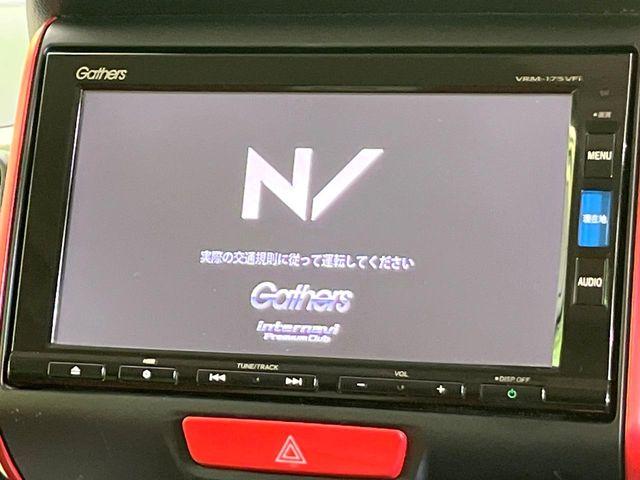 Gathers
VRM-175VFi
N/
MENU
現在地
実際の交通規則に従って運転してください
AUDIO
Gathers
internavi
Premium Club
TUNE/TRACK
VOL
DISP OFF